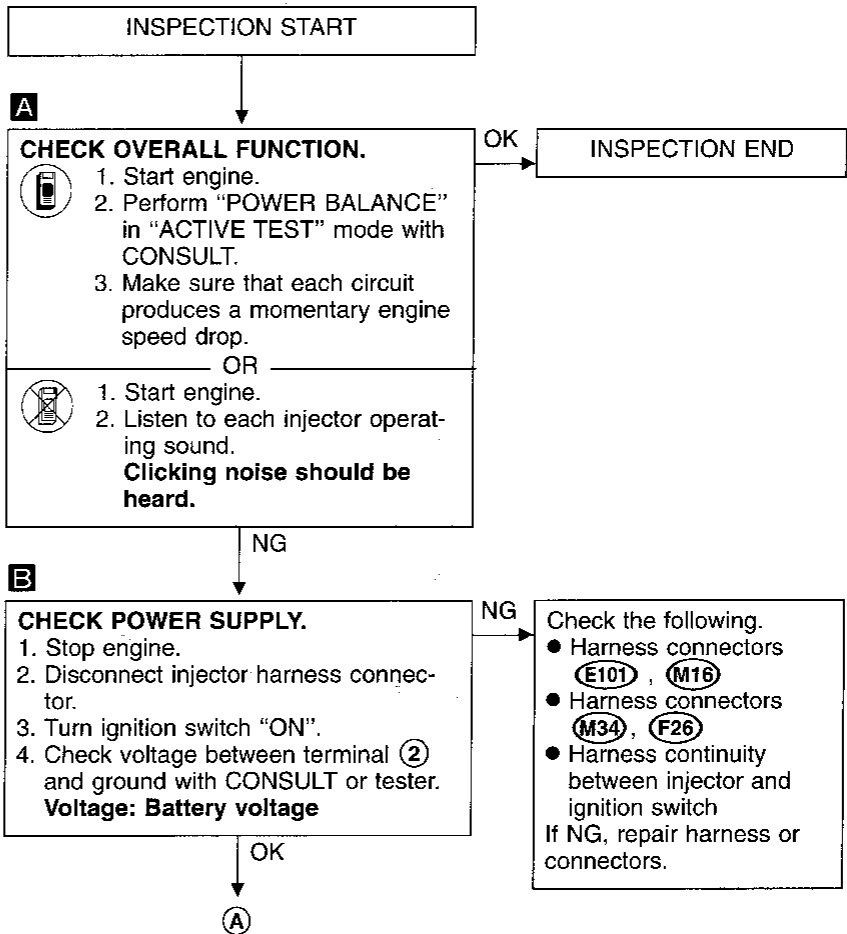 INSPECTION START
A
CHECK OVERALL FUNCTION.
1. Start engine.
2. Perform "POWER BALANCE"
in "ACTIVE TEST" mode with
CONSULT.
3. Make sure that each circuit
produces a momentary engine
speed drop.
OR
1. Start engine.
2. Listen to each injector operat-
ing sound.
Clicking noise should be
heard.
OK
INSPECTION END
NG
B
CHECK POWER SUPPLY.
1. Stop engine.
2. Disconnect injector harness connec-
tor.
3. Turn ignition switch "ON".
4. Check voltage between terminal ②
and ground with CONSULT or tester.
Voltage: Battery voltage
NG
Check the following.
● Harness connectors
E101 , M16
● Harness connectors
M34, F26
● Harness continuity
between injector and
ignition switch
If NG, repair harness or
connectors.
OK
Ⓐ